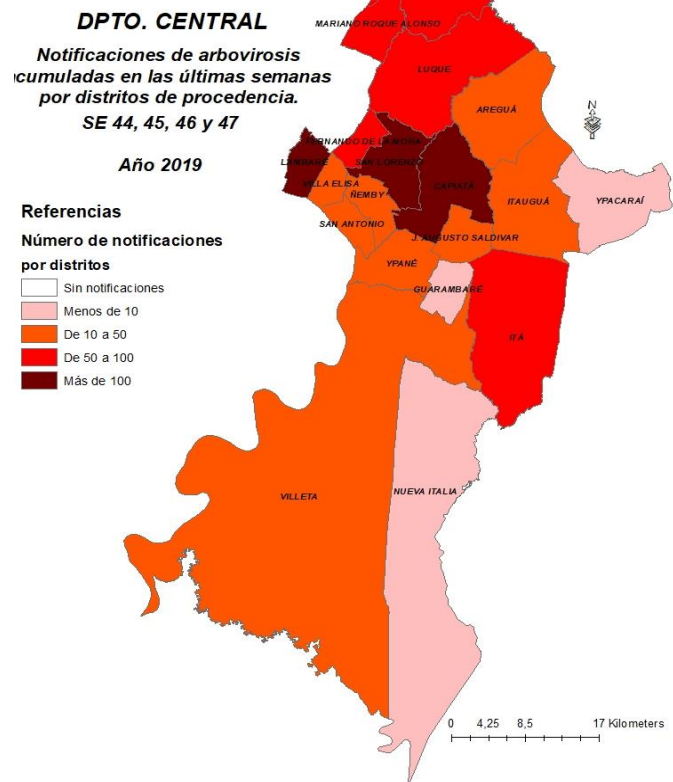 DPTO. CENTRAL
Notificaciones de arbovirosis
cumuladas en las últimas semanas
por distritos de procedencia.
SE 44, 45, 46 y 47
Año 2019
Referencias
Número de notificaciones
por distritos
Sin notificaciones
Menos de 10
De 10 a 50
De 50 a 100
Más de 100
MARIANO ROQUE ALONSO
LUQUE
AREGUÁ
N
FERNANDO DE LA MORA
LAMBARÉ
SAN LORENZO
VILLA ELISA
CAPIATÁ
ÑEMBY
ITAUGUÁ
YPACARAÍ
SAN ANTONIO
J. AUGUSTO SALDIVAR
YPANÉ
GUARAMBARÉ
ITÁ
VILLETA
NUEVA ITALIA
0 4,25 8,5 17 Kilometers